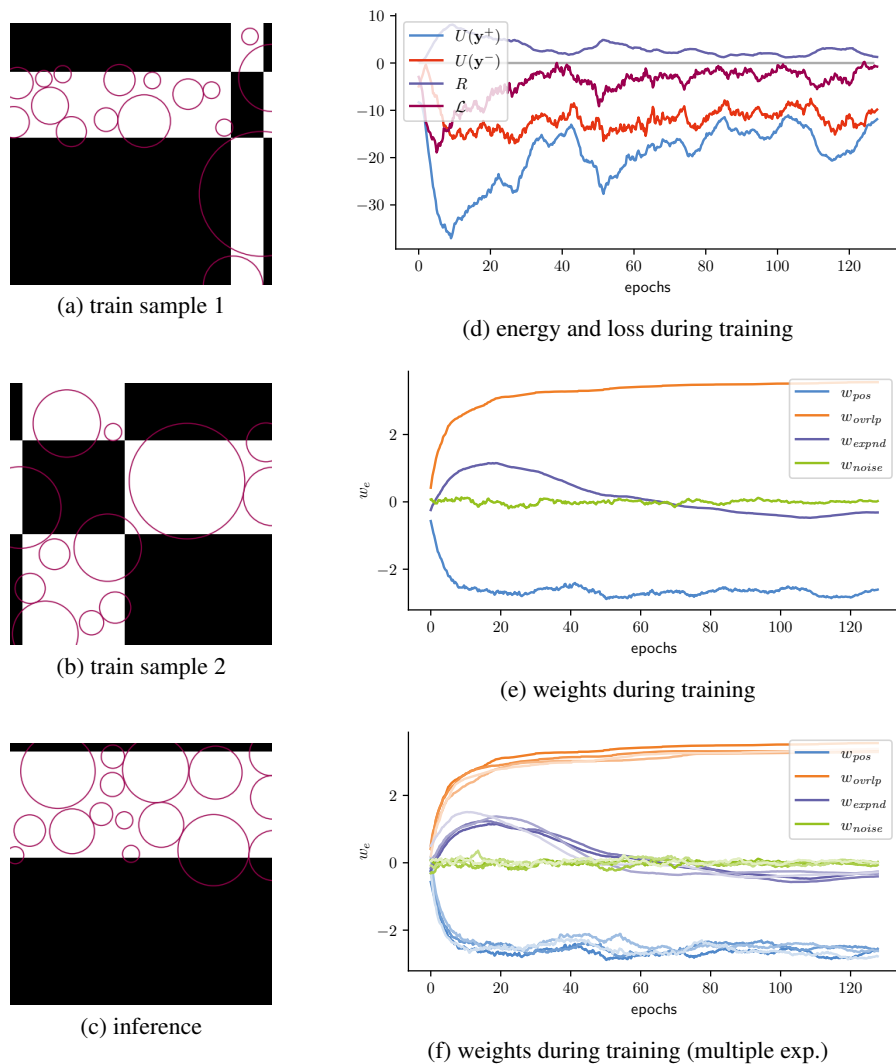 (a) train sample 1
10
0
−10
−20
−30
U(y⁺)
U(y⁻)
R
ℒ
0 20 40 60 80 100 120
epochs
(d) energy and loss during training
(b) train sample 2
2
0
−2
wₑ
w_pos
w_ovrlp
w_expnd
w_noise
0 20 40 60 80 100 120
epochs
(e) weights during training
(c) inference
2
0
−2
wₑ
w_pos
w_ovrlp
w_expnd
w_noise
0 20 40 60 80 100 120
epochs
(f) weights during training (multiple exp.)